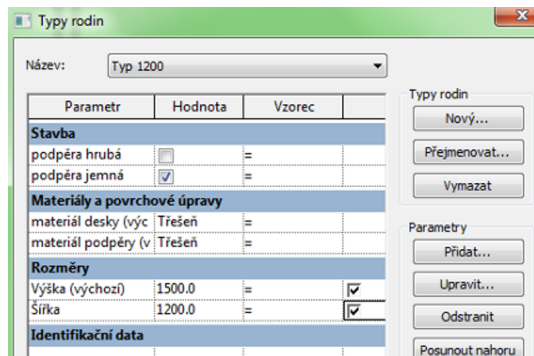 Typy rodin
Název: Typ 1200
Parametr Hodnota Vzorec
Stavba
podpěra hrubá =
podpěra jemná =
Materiály a povrchové úpravy
materiál desky (výc Třešeň =
materiál podpěry (v Třešeň =
Rozměry
Výška (výchozí) 1500.0 =
Šířka 1200.0 =
Identifikační data
Typy rodin
Nový...
Přejmenovat...
Vymazat
Parametry
Přidat...
Upravit...
Odstranit
Posunout nahoru